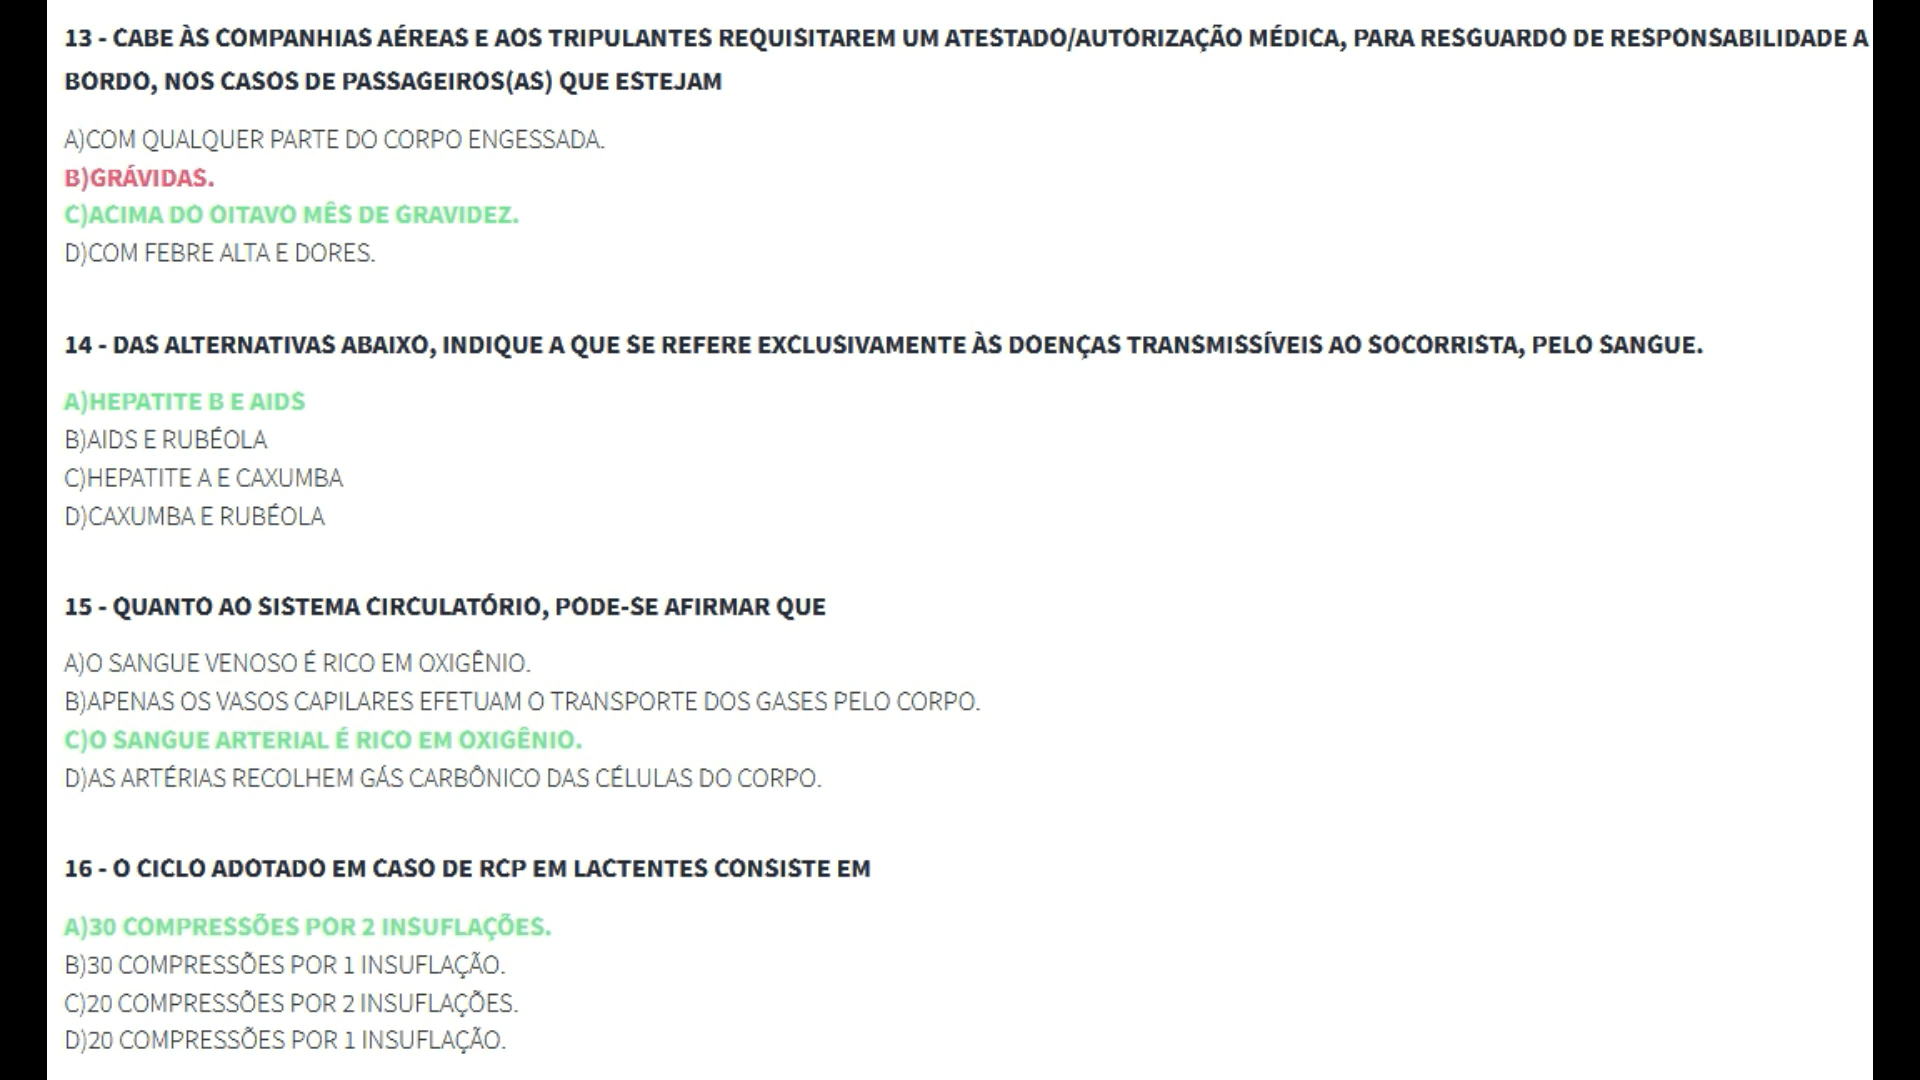 13 - CABE ÀS COMPANHIAS AÉREAS E AOS TRIPULANTES REQUISITAREM UM ATESTADO/AUTORIZAÇÃO MÉDICA, PARA RESGUARDO DE RESPONSABILIDADE A
BORDO, NOS CASOS DE PASSAGEIROS(AS) QUE ESTEJAM
A)COM QUALQUER PARTE DO CORPO ENGESSADA.
B)GRÁVIDAS.
C)ACIMA DO OITAVO MÊS DE GRAVIDEZ.
D)COM FEBRE ALTA E DORES.
14 - DAS ALTERNATIVAS ABAIXO, INDIQUE A QUE SE REFERE EXCLUSIVAMENTE ÀS DOENÇAS TRANSMISSÍVEIS AO SOCORRISTA, PELO SANGUE.
A)HEPATITE B E AIDS
B)AIDS E RUBÉOLA
C)HEPATITE A E CAXUMBA
D)CAXUMBA E RUBÉOLA
15 - QUANTO AO SISTEMA CIRCULATÓRIO, PODE-SE AFIRMAR QUE
A)O SANGUE VENOSO É RICO EM OXIGÊNIO.
B)APENAS OS VASOS CAPILARES EFETUAM O TRANSPORTE DOS GASES PELO CORPO.
C)O SANGUE ARTERIAL É RICO EM OXIGÊNIO.
D)AS ARTÉRIAS RECOLHEM GÁS CARBÔNICO DAS CÉLULAS DO CORPO.
16 - O CICLO ADOTADO EM CASO DE RCP EM LACTENTES CONSISTE EM
A)30 COMPRESSÕES POR 2 INSUFLAÇÕES.
B)30 COMPRESSÕES POR 1 INSUFLAÇÃO.
C)20 COMPRESSÕES POR 2 INSUFLAÇÕES.
D)20 COMPRESSÕES POR 1 INSUFLAÇÃO.